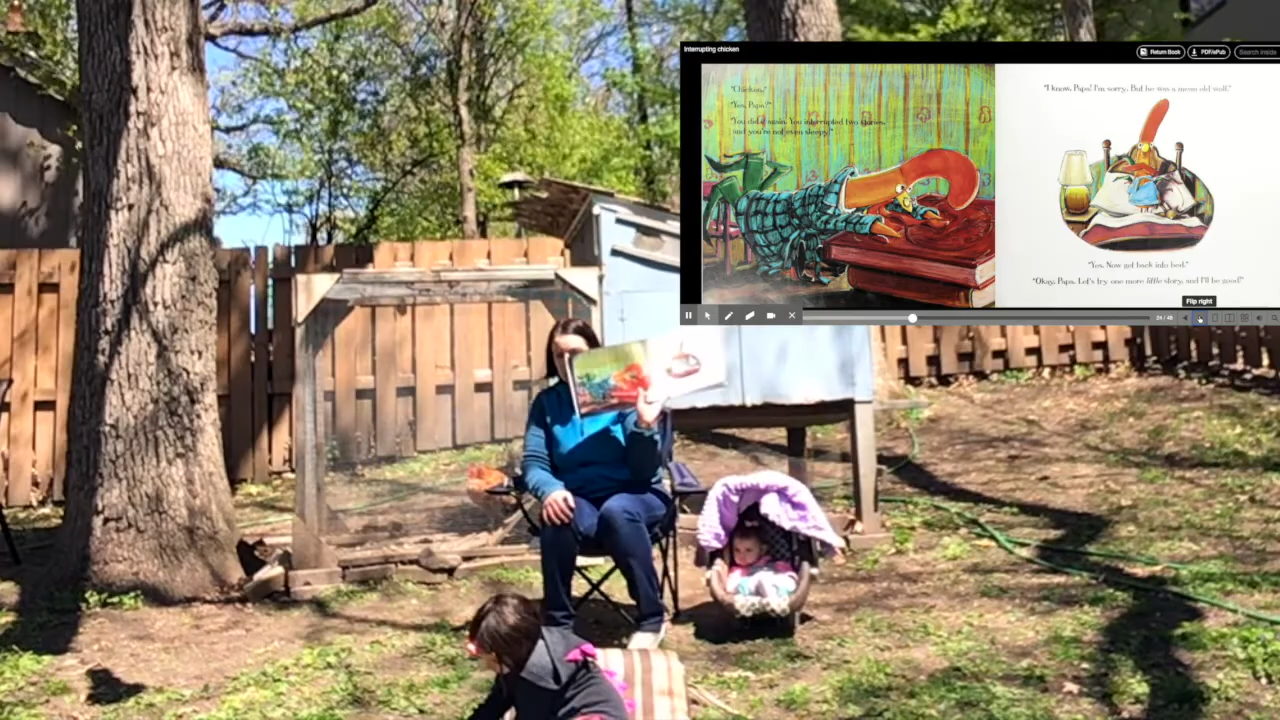 Interrupting chicken
Return Book
PDF/ePub
Search inside
"Chicken."
"Yes, Papa?"
"You did it again. You interrupted two stories,
and you're not even sleepy!"
"I know, Papa! I'm sorry. But he was a mean old wolf."
"Yes. Now get back into bed."
"Okay, Papa. Let's try one more little story, and I'll be good!"
Flip right
24 / 48